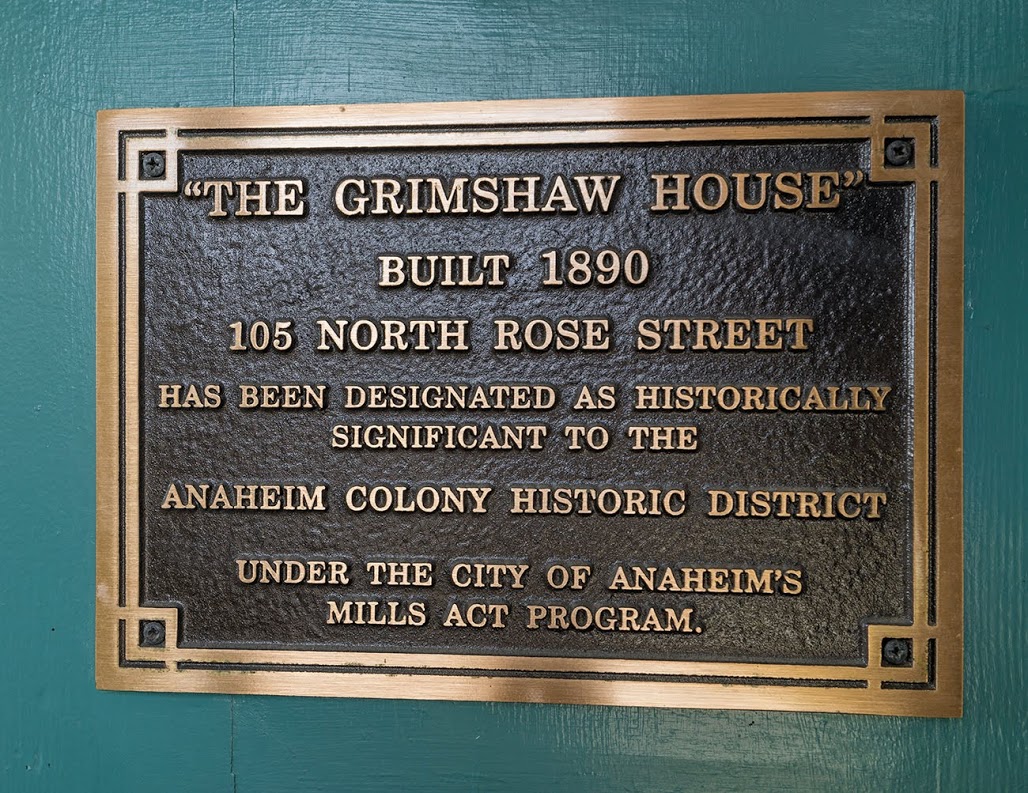 “THE GRIMSHAW HOUSE”
BUILT 1890
105 NORTH ROSE STREET
HAS BEEN DESIGNATED AS HISTORICALLY
SIGNIFICANT TO THE
ANAHEIM COLONY HISTORIC DISTRICT
UNDER THE CITY OF ANAHEIM'S
MILLS ACT PROGRAM.